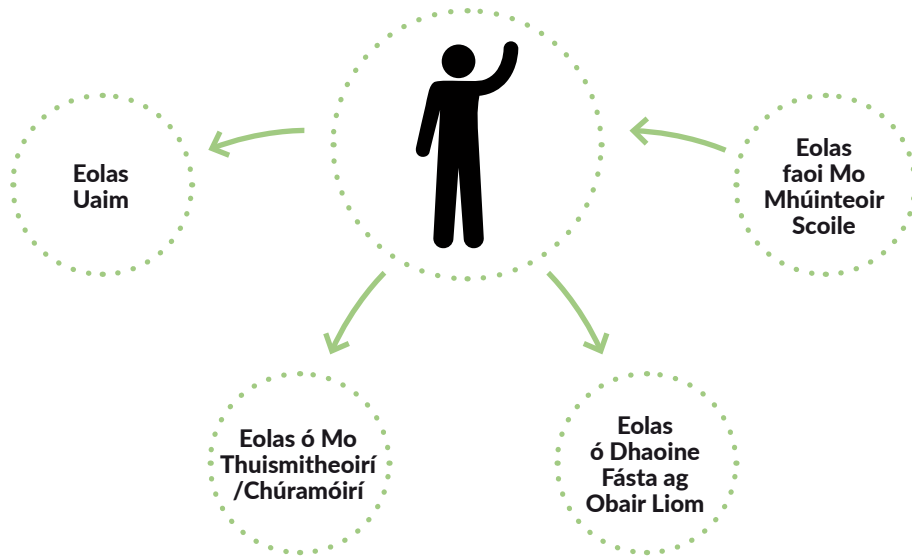 Eolas
Uaim
Eolas
faoi Mo
Mhúinteoir
Scoile
Eolas ó Mo
Thuismitheoirí
/Chúramóirí
Eolas
ó Dhaoine
Fásta ag
Obair Liom